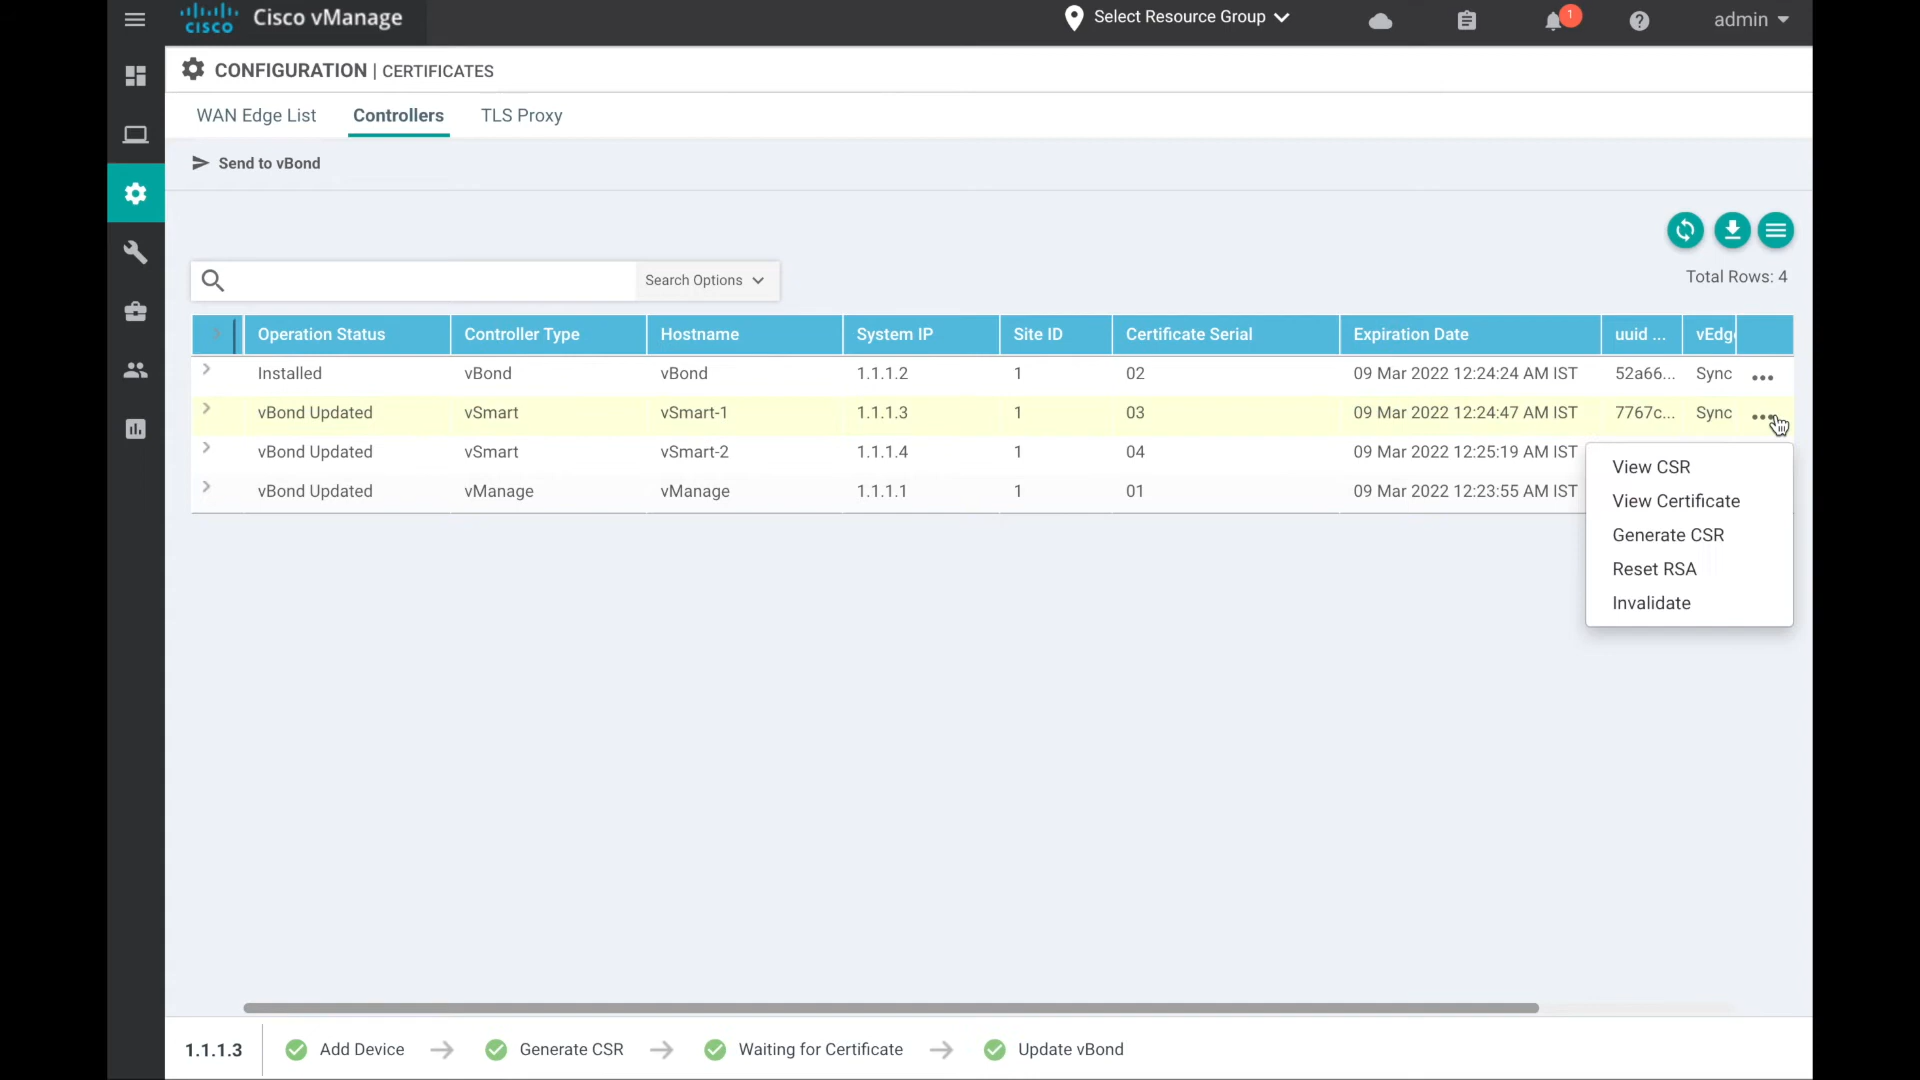 cisco Cisco vManage Select Resource Group 1 admin
CONFIGURATION | CERTIFICATES
WAN Edge List Controllers TLS Proxy
Send to vBond
Search Options Total Rows: 4
Operation Status Controller Type Hostname System IP Site ID Certificate Serial Expiration Date uuid ... vEdg
Installed vBond vBond 1.1.1.2 1 02 09 Mar 2022 12:24:24 AM IST 52a66... Sync
vBond Updated vSmart vSmart-1 1.1.1.3 1 03 09 Mar 2022 12:24:47 AM IST 7767c... Sync
vBond Updated vSmart vSmart-2 1.1.1.4 1 04 09 Mar 2022 12:25:19 AM IST
vBond Updated vManage vManage 1.1.1.1 1 01 09 Mar 2022 12:23:55 AM IST
View CSR
View Certificate
Generate CSR
Reset RSA
Invalidate
1.1.1.3 Add Device Generate CSR Waiting for Certificate Update vBond